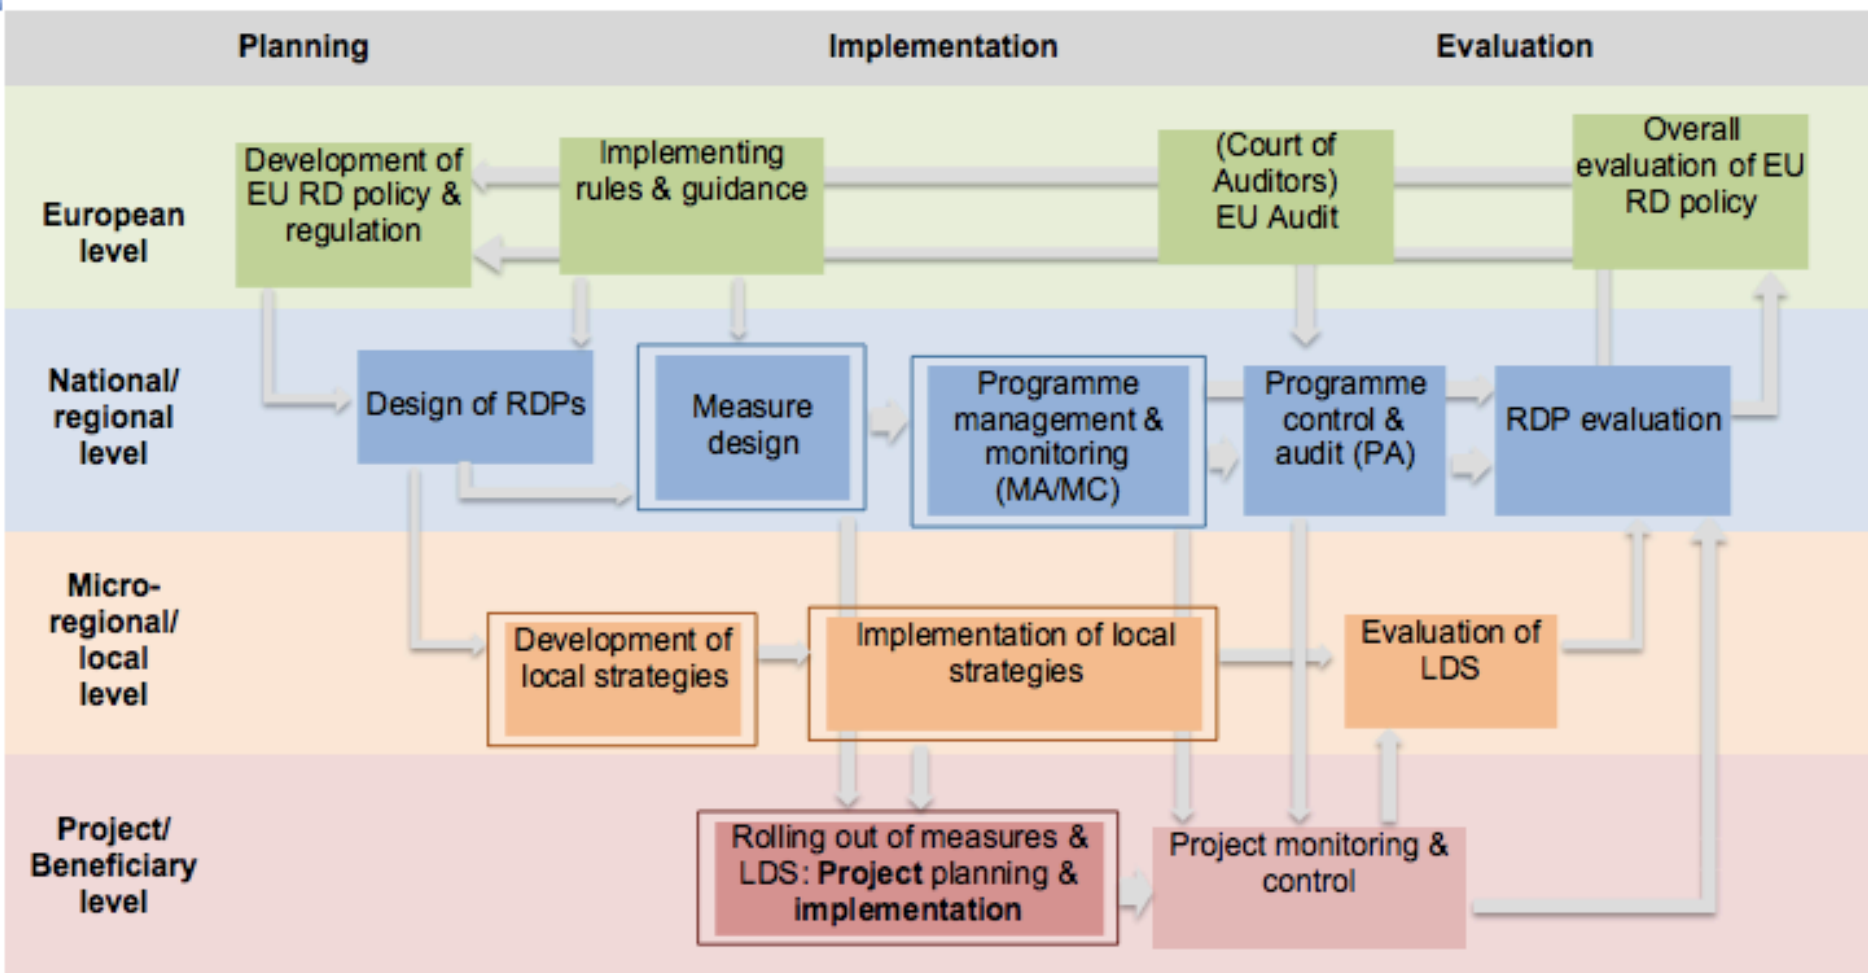 Planning
Implementation
Evaluation
European
level
Development of
EU RD policy &
regulation
Implementing
rules & guidance
(Court of
Auditors)
EU Audit
Overall
evaluation of EU
RD policy
National/
regional
level
Design of RDPs
Measure
design
Programme
management &
monitoring
(MA/MC)
Programme
control &
audit (PA)
RDP evaluation
Micro-
regional/
local
level
Development of
local strategies
Implementation of local
strategies
Evaluation of
LDS
Project/
Beneficiary
level
Rolling out of measures &
LDS: Project planning &
implementation
Project monitoring &
control